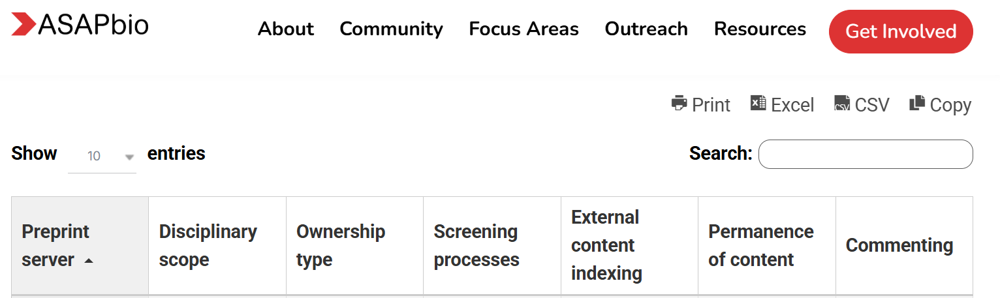 ASAPbio
About Community Focus Areas Outreach Resources Get Involved
Print Excel CSV Copy
Show 10 entries Search:
Preprint
server
Disciplinary
scope
Ownership
type
Screening
processes
External
content
indexing
Permanence
of content
Commenting